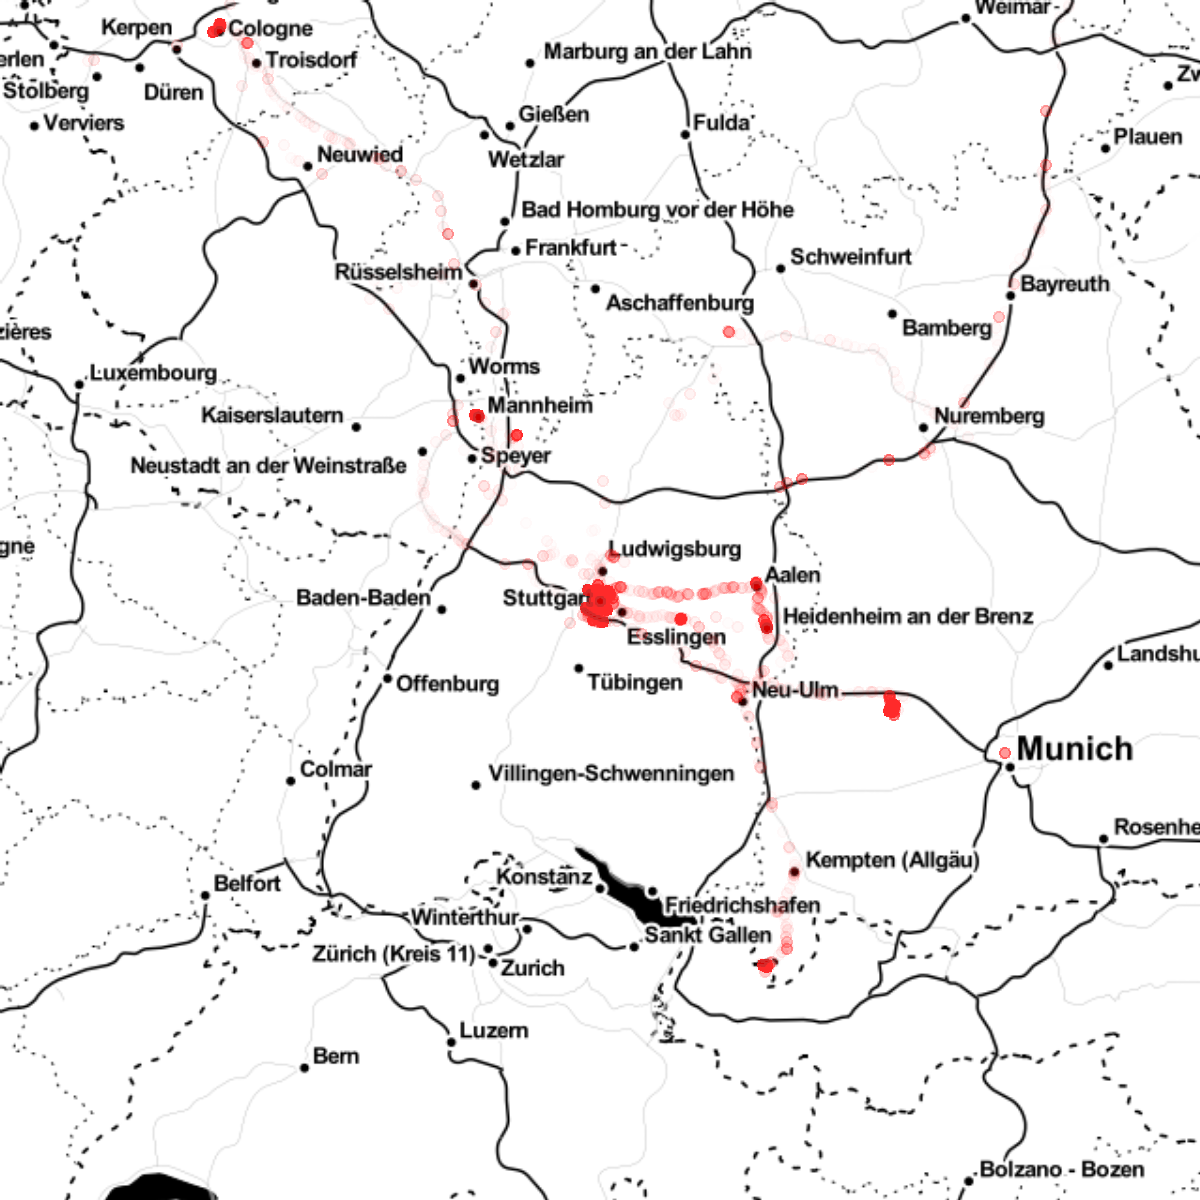 Weimar
Kerpen
Cologne
erlen
Troisdorf
Marburg an der Lahn
Zw
Stolberg
Düren
Verviers
Gießen
Fulda
Plauen
Neuwied
Wetzlar
Bad Homburg vor der Höhe
Frankfurt
Schweinfurt
Rüsselsheim
Aschaffenburg
Bayreuth
zières
Bamberg
Luxembourg
Worms
Kaiserslautern
Mannheim
Nuremberg
Neustadt an der Weinstraße
Speyer
gne
Ludwigsburg
Aalen
Baden-Baden
Stuttgart
Heidenheim an der Brenz
Esslingen
Landshu
Offenburg
Tübingen
Neu-Ulm
Munich
Colmar
Villingen-Schwenningen
Rosenhe
Kempten (Allgäu)
Belfort
Konstanz
Friedrichshafen
Winterthur
Sankt Gallen
Zürich (Kreis 11)
Zurich
Luzern
Bern
Bolzano - Bozen